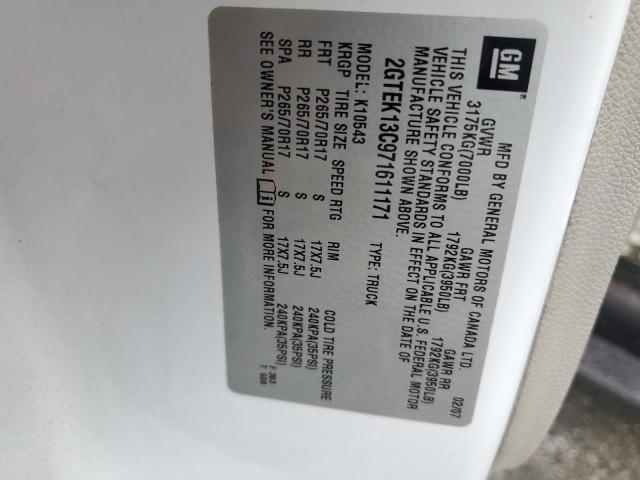 GM
MFD BY GENERAL MOTORS OF CANADA LTD.
GVWR GAWR FRT GAWR RR 02/07
3175KG(7000LB) 1792KG(3950LB) 1792KG(3950LB)
THIS VEHICLE CONFORMS TO ALL APPLICABLE U.S. FEDERAL MOTOR
VEHICLE SAFETY STANDARDS IN EFFECT ON THE DATE OF
MANUFACTURE SHOWN ABOVE.
2GTEK13C971611171 TYPE: TRUCK
MODEL: K10543
KRGP TIRE SIZE SPEED RTG RIM COLD TIRE PRESSURE
FRT P265/70R17 S 17X7.5J 240KPA(35PSI)
RR P265/70R17 S 17X7.5J 240KPA(35PSI)
SPA P265/70R17 S 17X7.5J 240KPA(35PSI)
SEE OWNER'S MANUAL i FOR MORE INFORMATION